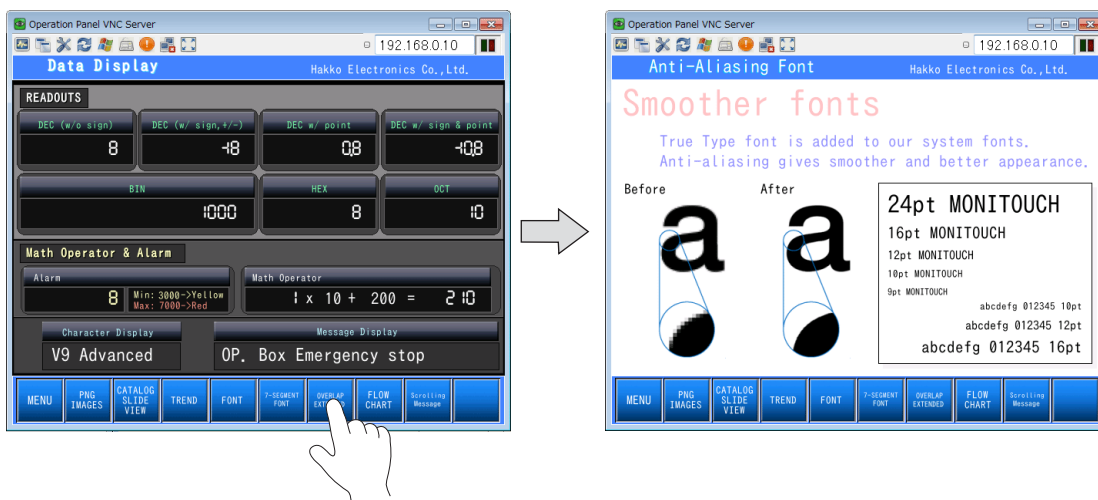 Operation Panel VNC Server
192.168.0.10
Data Display
Hakko Electronics Co.,Ltd.
READOUTS
DEC (w/o sign) DEC (w/ sign,+/-) DEC w/ point DEC w/ sign & point
8 -18 0.8 -10.8
BIN HEX OCT
1000 8 10
Math Operator & Alarm
Alarm Math Operator
8 Min: 3000->Yellow 1 x 10 + 200 = 210
Max: 7000->Red
Character Display Message Display
V9 Advanced OP. Box Emergency stop
MENU PNG IMAGES CATALOG SLIDE VIEW TREND FONT 7-SEGMENT FONT OVERLAP EXTENDED FLOW CHART Scrolling Message
Operation Panel VNC Server
192.168.0.10
Anti-Aliasing Font
Hakko Electronics Co.,Ltd.
Smoother fonts
True Type font is added to our system fonts.
Anti-aliasing gives smoother and better appearance.
Before After
a a
24pt MONITOUCH
16pt MONITOUCH
12pt MONITOUCH
10pt MONITOUCH
9pt MONITOUCH
abcdefg 012345 10pt
abcdefg 012345 12pt
abcdefg 012345 16pt
MENU PNG IMAGES CATALOG SLIDE VIEW TREND FONT 7-SEGMENT FONT OVERLAP EXTENDED FLOW CHART Scrolling Message